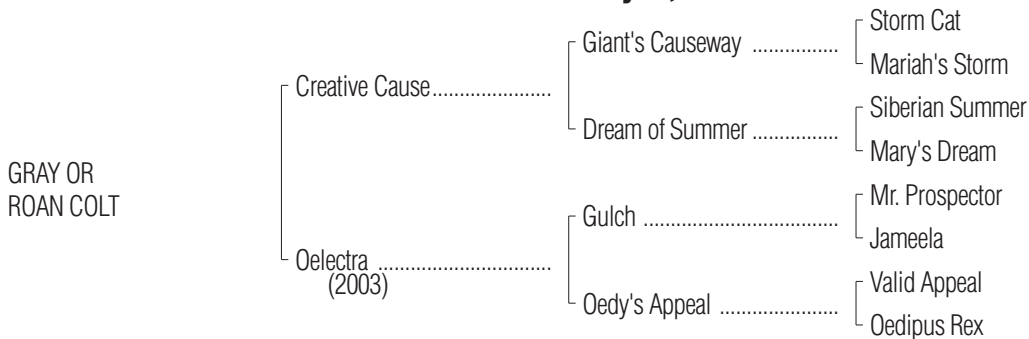 Storm Cat
Giant's Causeway ................
Mariah's Storm
Creative Cause......................
Siberian Summer
Dream of Summer ................
Mary's Dream
GRAY OR
ROAN COLT
Mr. Prospector
Gulch ....................................
Jameela
Oelectra ................................
(2003)
Valid Appeal
Oedy's Appeal ......................
Oedipus Rex